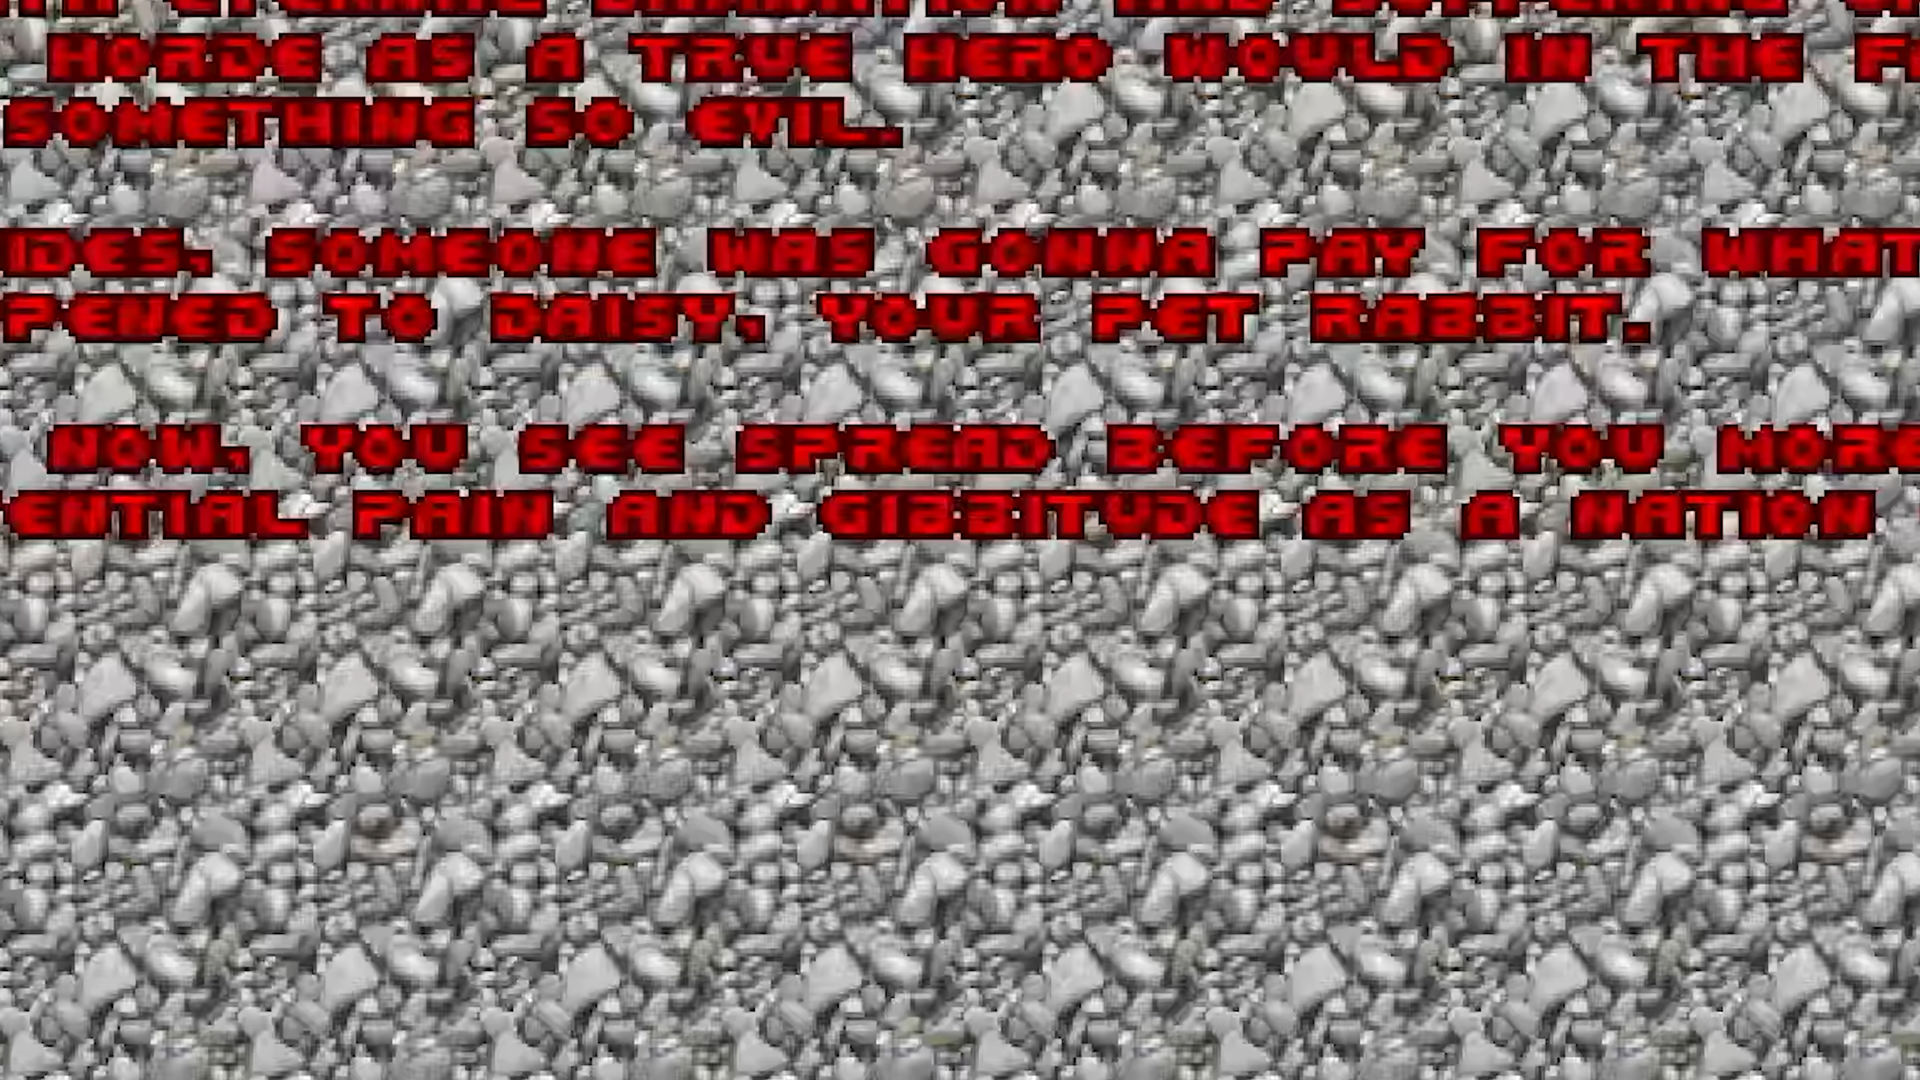 HORDE AS A TRUE HERO WOULD IN THE
SOMETHING SO EVIL.
IDES, SOMEONE WAS GONNA PAY FOR WHAT
PENED TO DAISY, YOUR PET RABBIT.
NOW, YOU SEE SPREAD BEFORE YOU MORE
ENTIAL PAIN AND GIBBITUDE AS A NATION